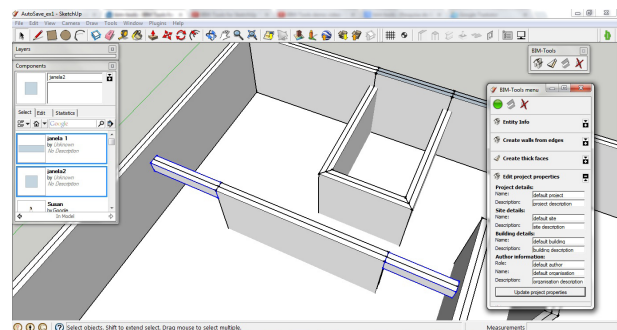 AutoSave_en1 - SketchUp
File Edit View Camera Draw Tools Window Plugins Help
Layers
Components
janela2
Select Edit Statistics
Google
janela 1
by Unknown
No Description
janela2
by Unknown
No Description
Susan
by Google
In Model
BIM-Tools
BIM-Tools menu
Entity Info
Create walls from edges
Create thick faces
Edit project properties
Project details:
Name: default project
Description: project description
Site details:
Name: default site
Description: site description
Building details:
Name: default building
Description: building description
Author information:
Role: default author
Name: default organisation
Description: organisation description
Update project properties
Select objects. Shift to extend select. Drag mouse to select multiple.
Measurements